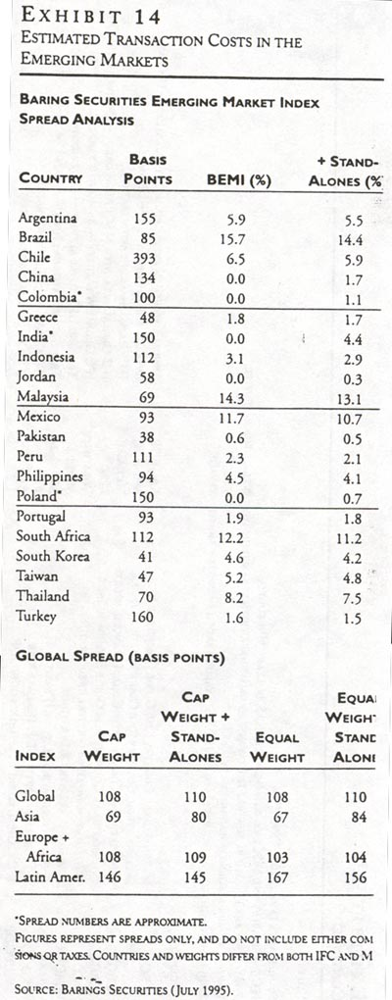 EXHIBIT 14
ESTIMATED TRANSACTION COSTS IN THE
EMERGING MARKETS
BARING SECURITIES EMERGING MARKET INDEX
SPREAD ANALYSIS
BASIS + STAND-
COUNTRY POINTS BEMI (%) ALONES (%
Argentina 155 5.9 5.5
Brazil 85 15.7 14.4
Chile 393 6.5 5.9
China 134 0.0 1.7
Colombia* 100 0.0 1.1
Greece 48 1.8 1.7
India* 150 0.0 4.4
Indonesia 112 3.1 2.9
Jordan 58 0.0 0.3
Malaysia 69 14.3 13.1
Mexico 93 11.7 10.7
Pakistan 38 0.6 0.5
Peru 111 2.3 2.1
Philippines 94 4.5 4.1
Poland* 150 0.0 0.7
Portugal 93 1.9 1.8
South Africa 112 12.2 11.2
South Korea 41 4.6 4.2
Taiwan 47 5.2 4.8
Thailand 70 8.2 7.5
Turkey 160 1.6 1.5
GLOBAL SPREAD (BASIS POINTS)
CAP EQUA
WEIGHT + WEIGH
CAP STAND- EQUAL STAND
INDEX WEIGHT ALONES WEIGHT ALONE
Global 108 110 108 110
Asia 69 80 67 84
Europe +
Africa 108 109 103 104
Latin Amer. 146 145 167 156
*SPREAD NUMBERS ARE APPROXIMATE.
FIGURES REPRESENT SPREADS ONLY, AND DO NOT INCLUDE EITHER COM
SIONS OR TAXES. COUNTRIES AND WEIGHTS DIFFER FROM BOTH IFC AND M
SOURCE: BARINGS SECURITIES (JULY 1995).